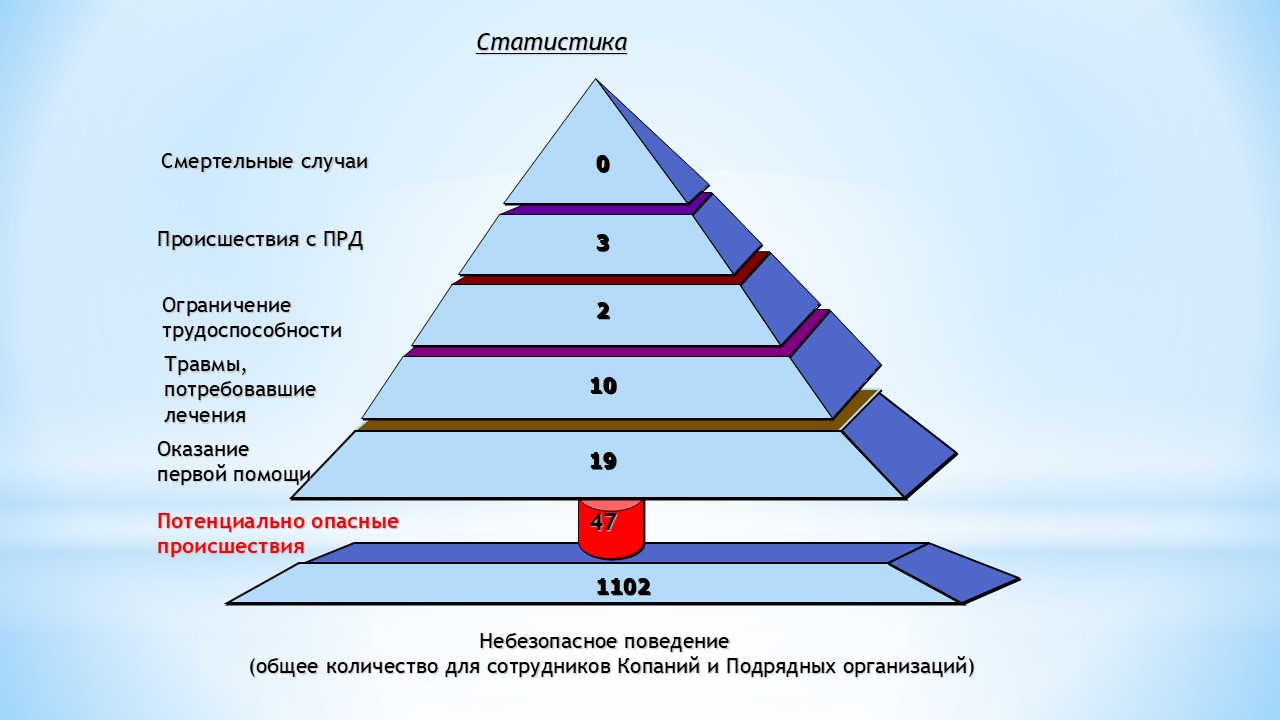 Статистика
Смертельные случаи
0
Происшествия с ПРД
3
Ограничение
трудоспособности
2
Травмы,
потребовавшие
лечения
10
Оказание
первой помощи
19
Потенциально опасные
происшествия
47
1102
Небезопасное поведение
(общее количество для сотрудников Копаний и Подрядных организаций)